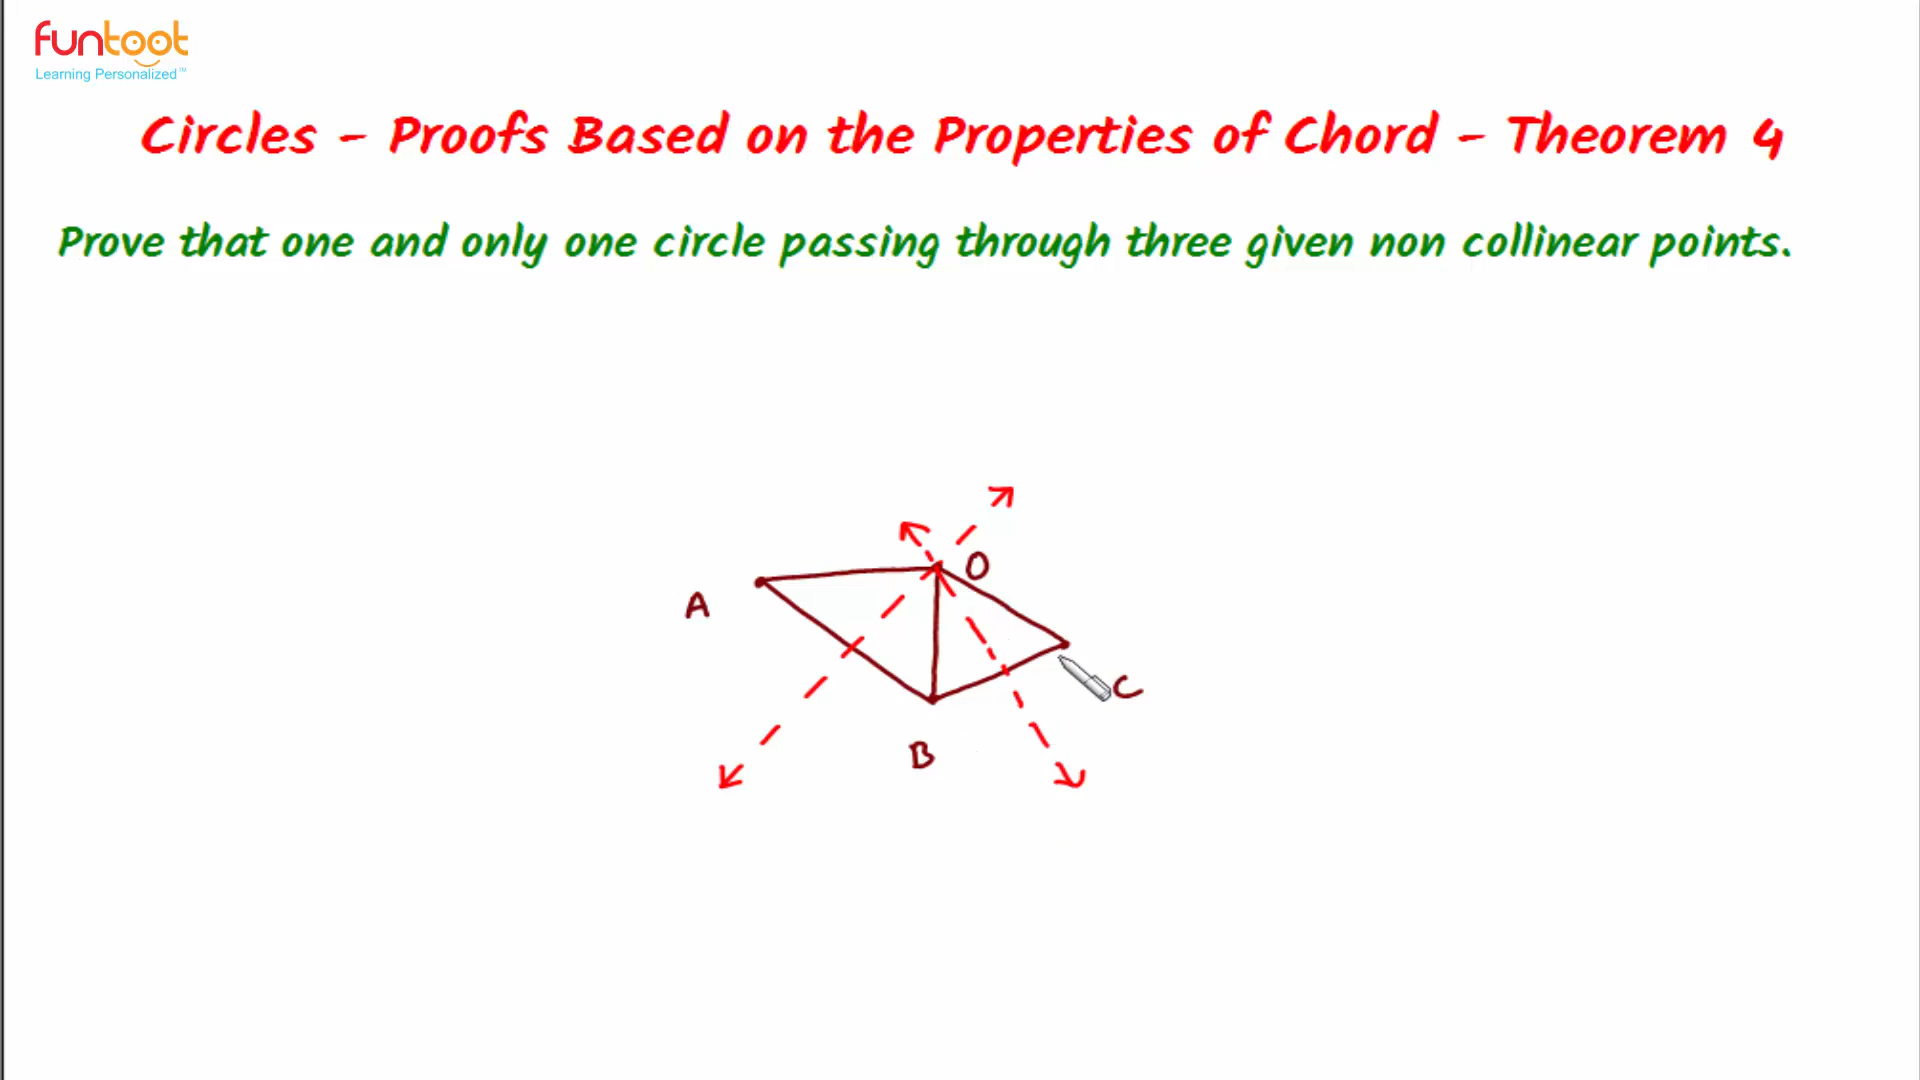 funtoot
Learning Personalized™
Circles - Proofs Based on the Properties of Chord - Theorem 4
Prove that one and only one circle passing through three given non collinear points.
O
A
C
B